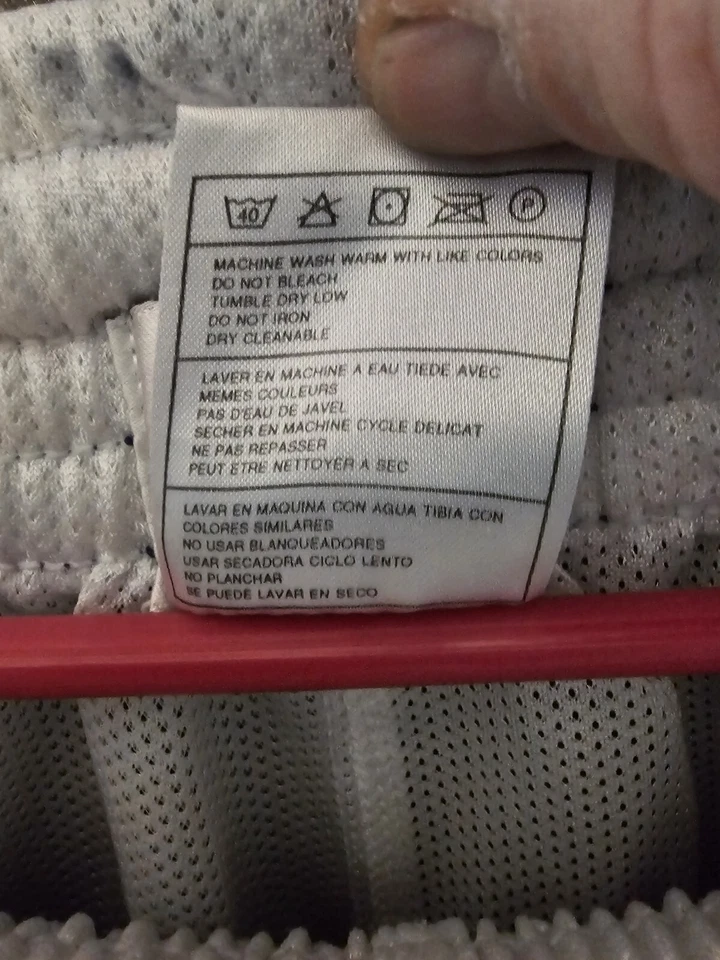 40 P
MACHINE WASH WARM WITH LIKE COLORS
DO NOT BLEACH
TUMBLE DRY LOW
DO NOT IRON
DRY CLEANABLE
LAVER EN MACHINE A EAU TIEDE AVEC
MEMES COULEURS
PAS D'EAU DE JAVEL
SECHER EN MACHINE CYCLE DELICAT
NE PAS REPASSER
PEUT ETRE NETTOYER A SEC
LAVAR EN MAQUINA CON AGUA TIBIA CON
COLORES SIMILARES
NO USAR BLANQUEADORES
USAR SECADORA CICLO LENTO
NO PLANCHAR
SE PUEDE LAVAR EN SECO